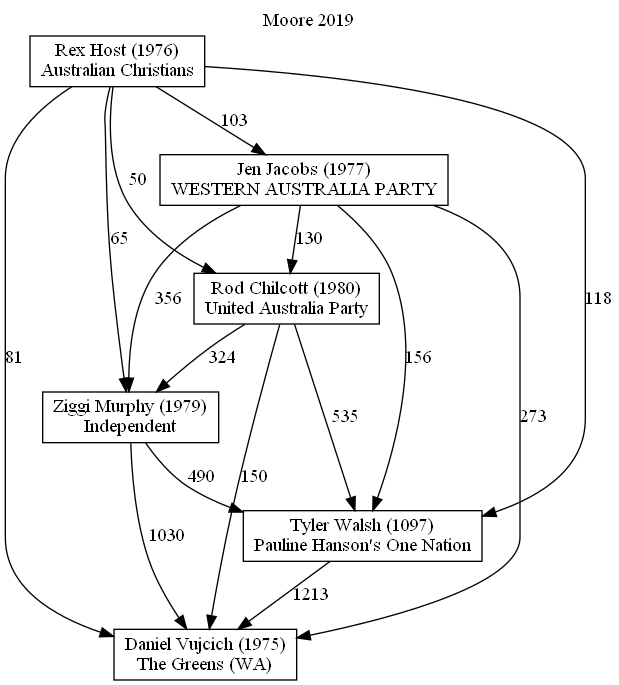 Moore 2019
Rex Host (1976)
Australian Christians
103
Jen Jacobs (1977)
WESTERN AUSTRALIA PARTY
50
65
130
356
Rod Chilcott (1980)
United Australia Party
118
81
324
156
Ziggi Murphy (1979)
Independent
535
273
490
150
Tyler Walsh (1097)
Pauline Hanson's One Nation
1030
1213
Daniel Vujcich (1975)
The Greens (WA)